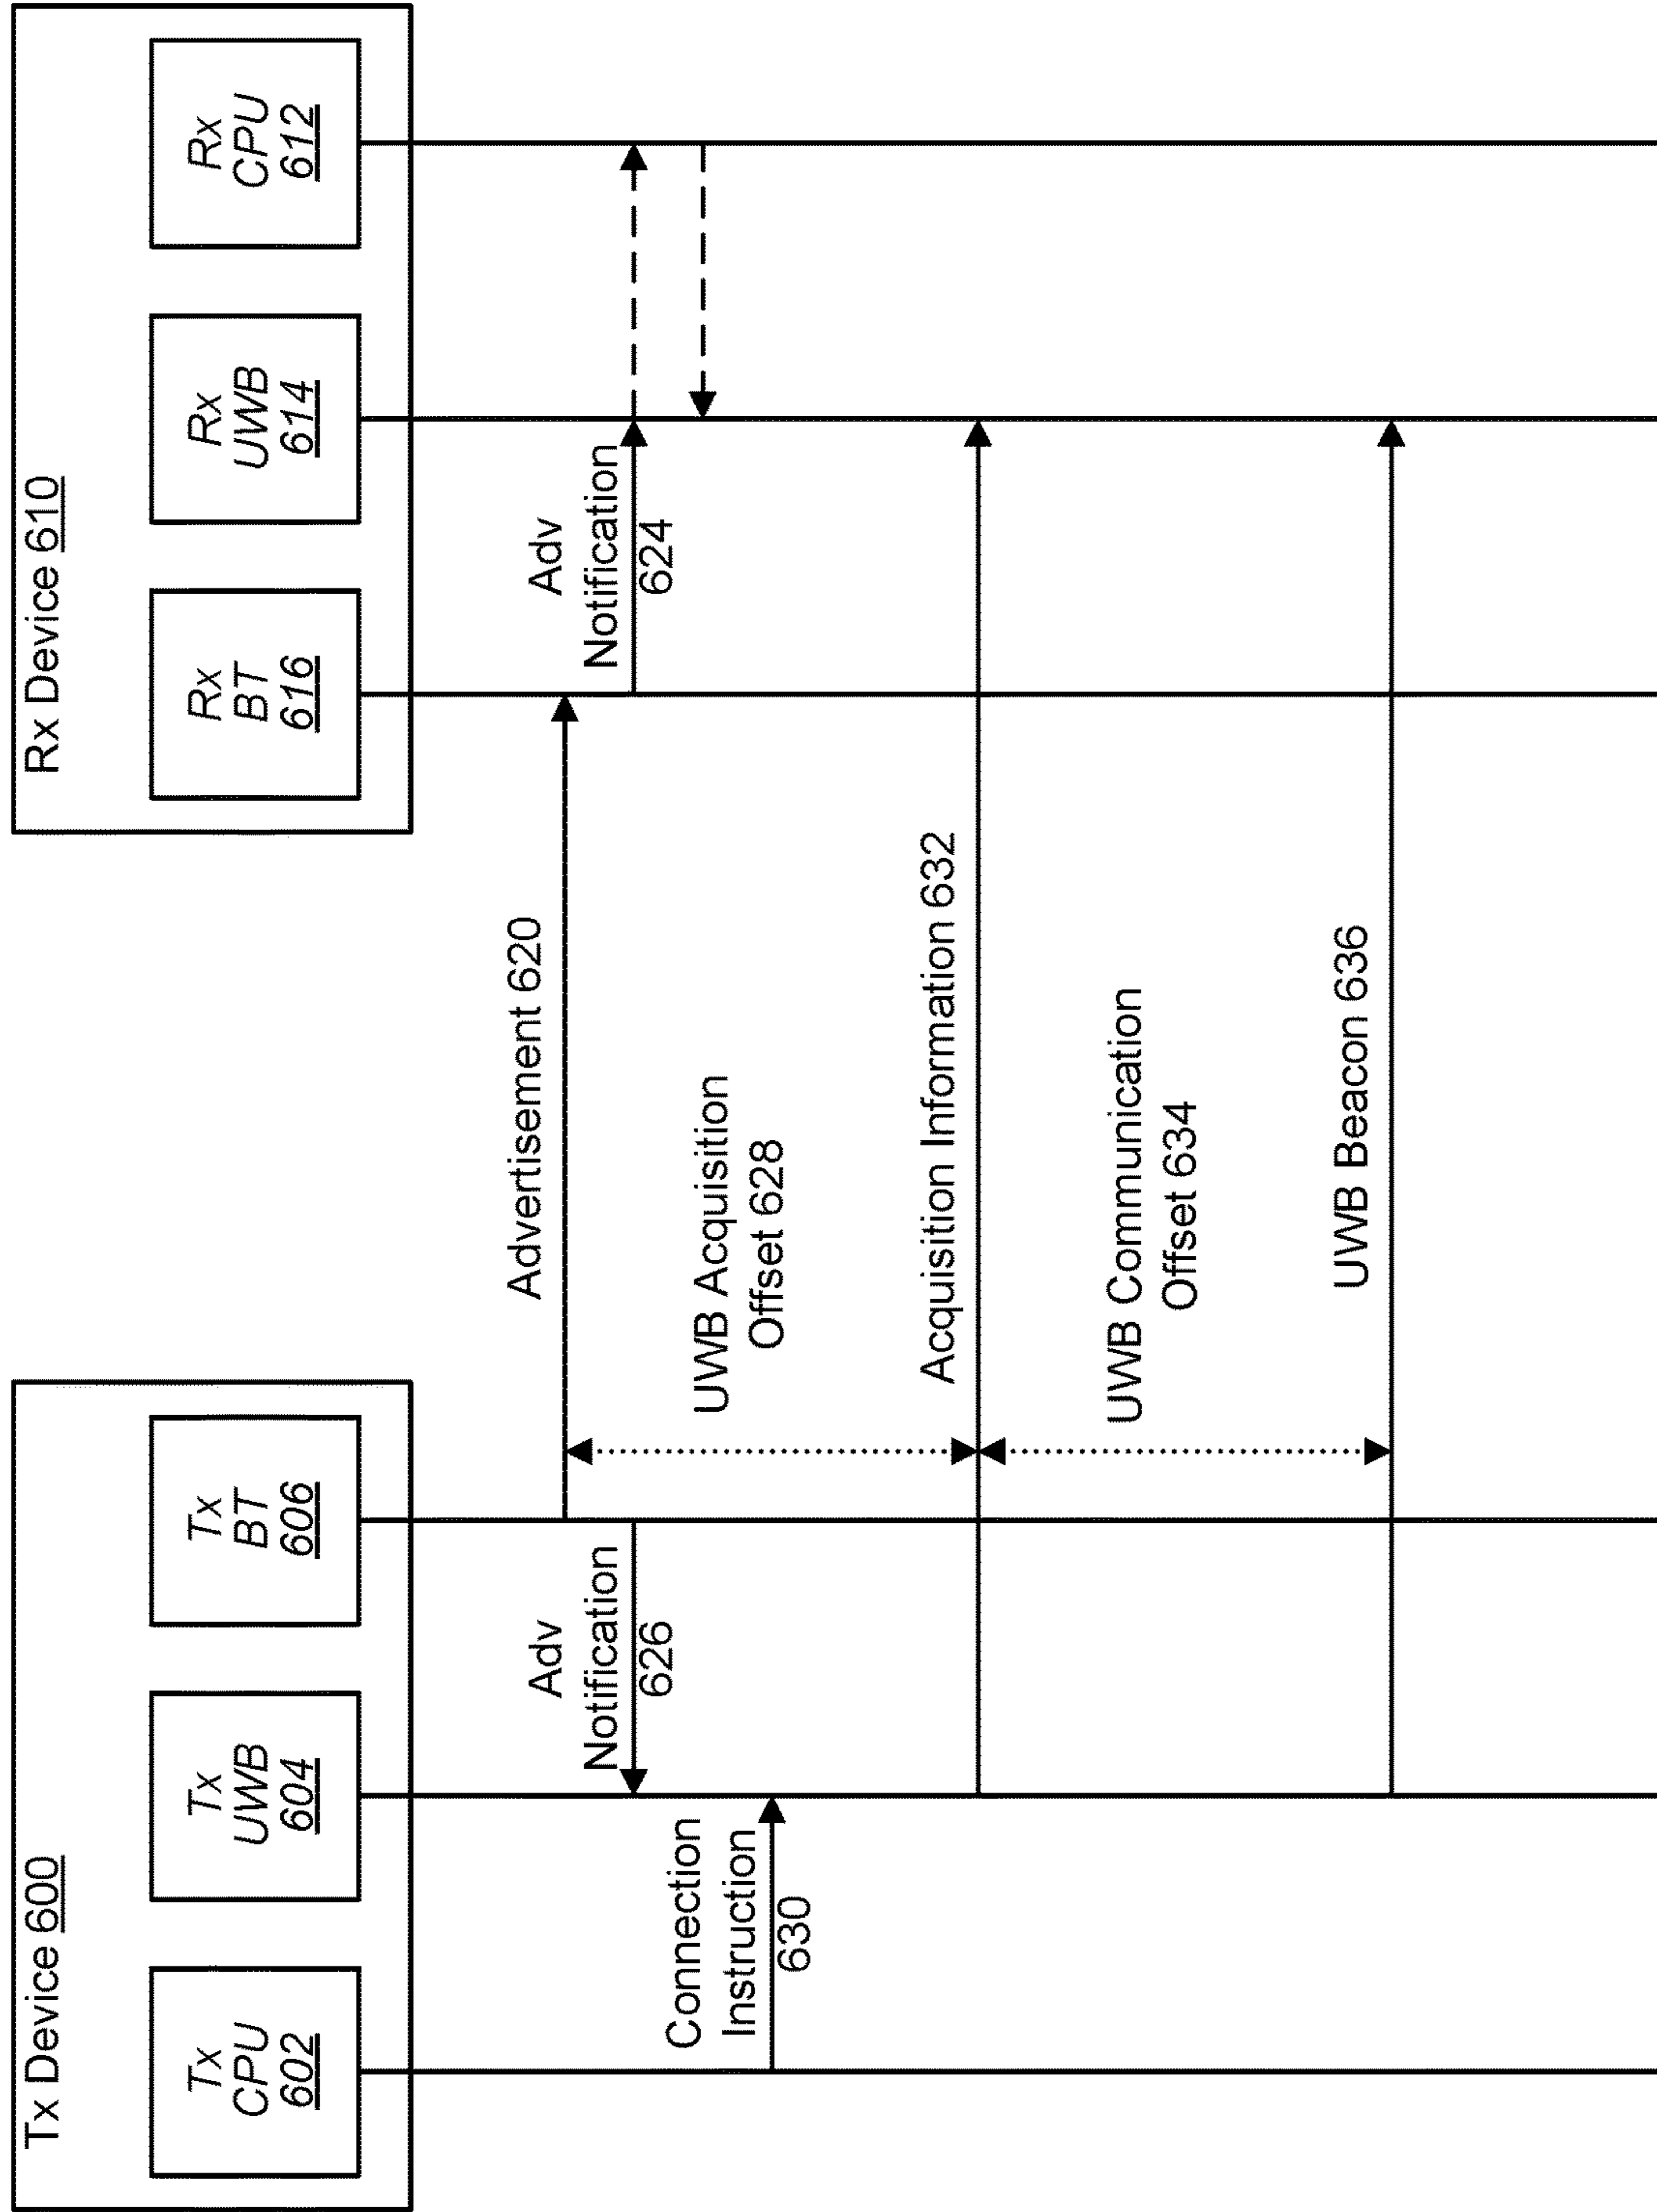 Tx Device 600
Tx
CPU
602
Tx
UWB
604
Tx
BT
606
Rx Device 610
Rx
BT
616
Rx
UWB
614
Rx
CPU
612
Advertisement 620
Adv
Notification
626
Adv
Notification
624
Connection
Instruction
630
UWB Acquisition
Offset 628
Acquisition Information 632
UWB Communication
Offset 634
UWB Beacon 636